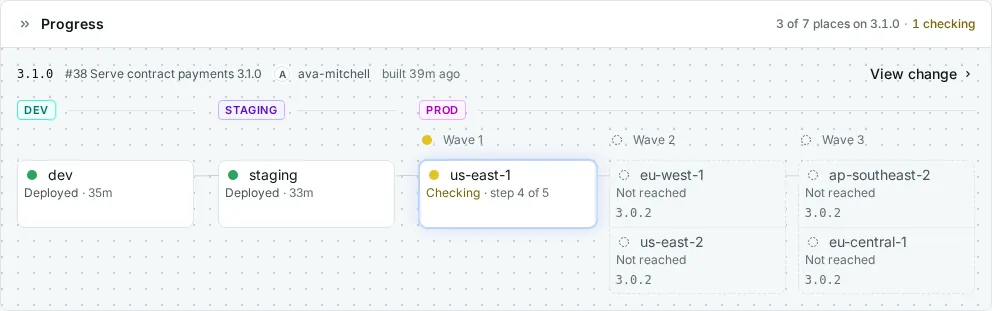 Progress
3 of 7 places on 3.1.0 · 1 checking
3.1.0 #38 Serve contract payments 3.1.0 A ava-mitchell built 39m ago
View change
DEV
STAGING
PROD
Wave 1
Wave 2
Wave 3
dev
Deployed · 35m
staging
Deployed · 33m
us-east-1
Checking · step 4 of 5
eu-west-1
Not reached
3.0.2
us-east-2
Not reached
3.0.2
ap-southeast-2
Not reached
3.0.2
eu-central-1
Not reached
3.0.2